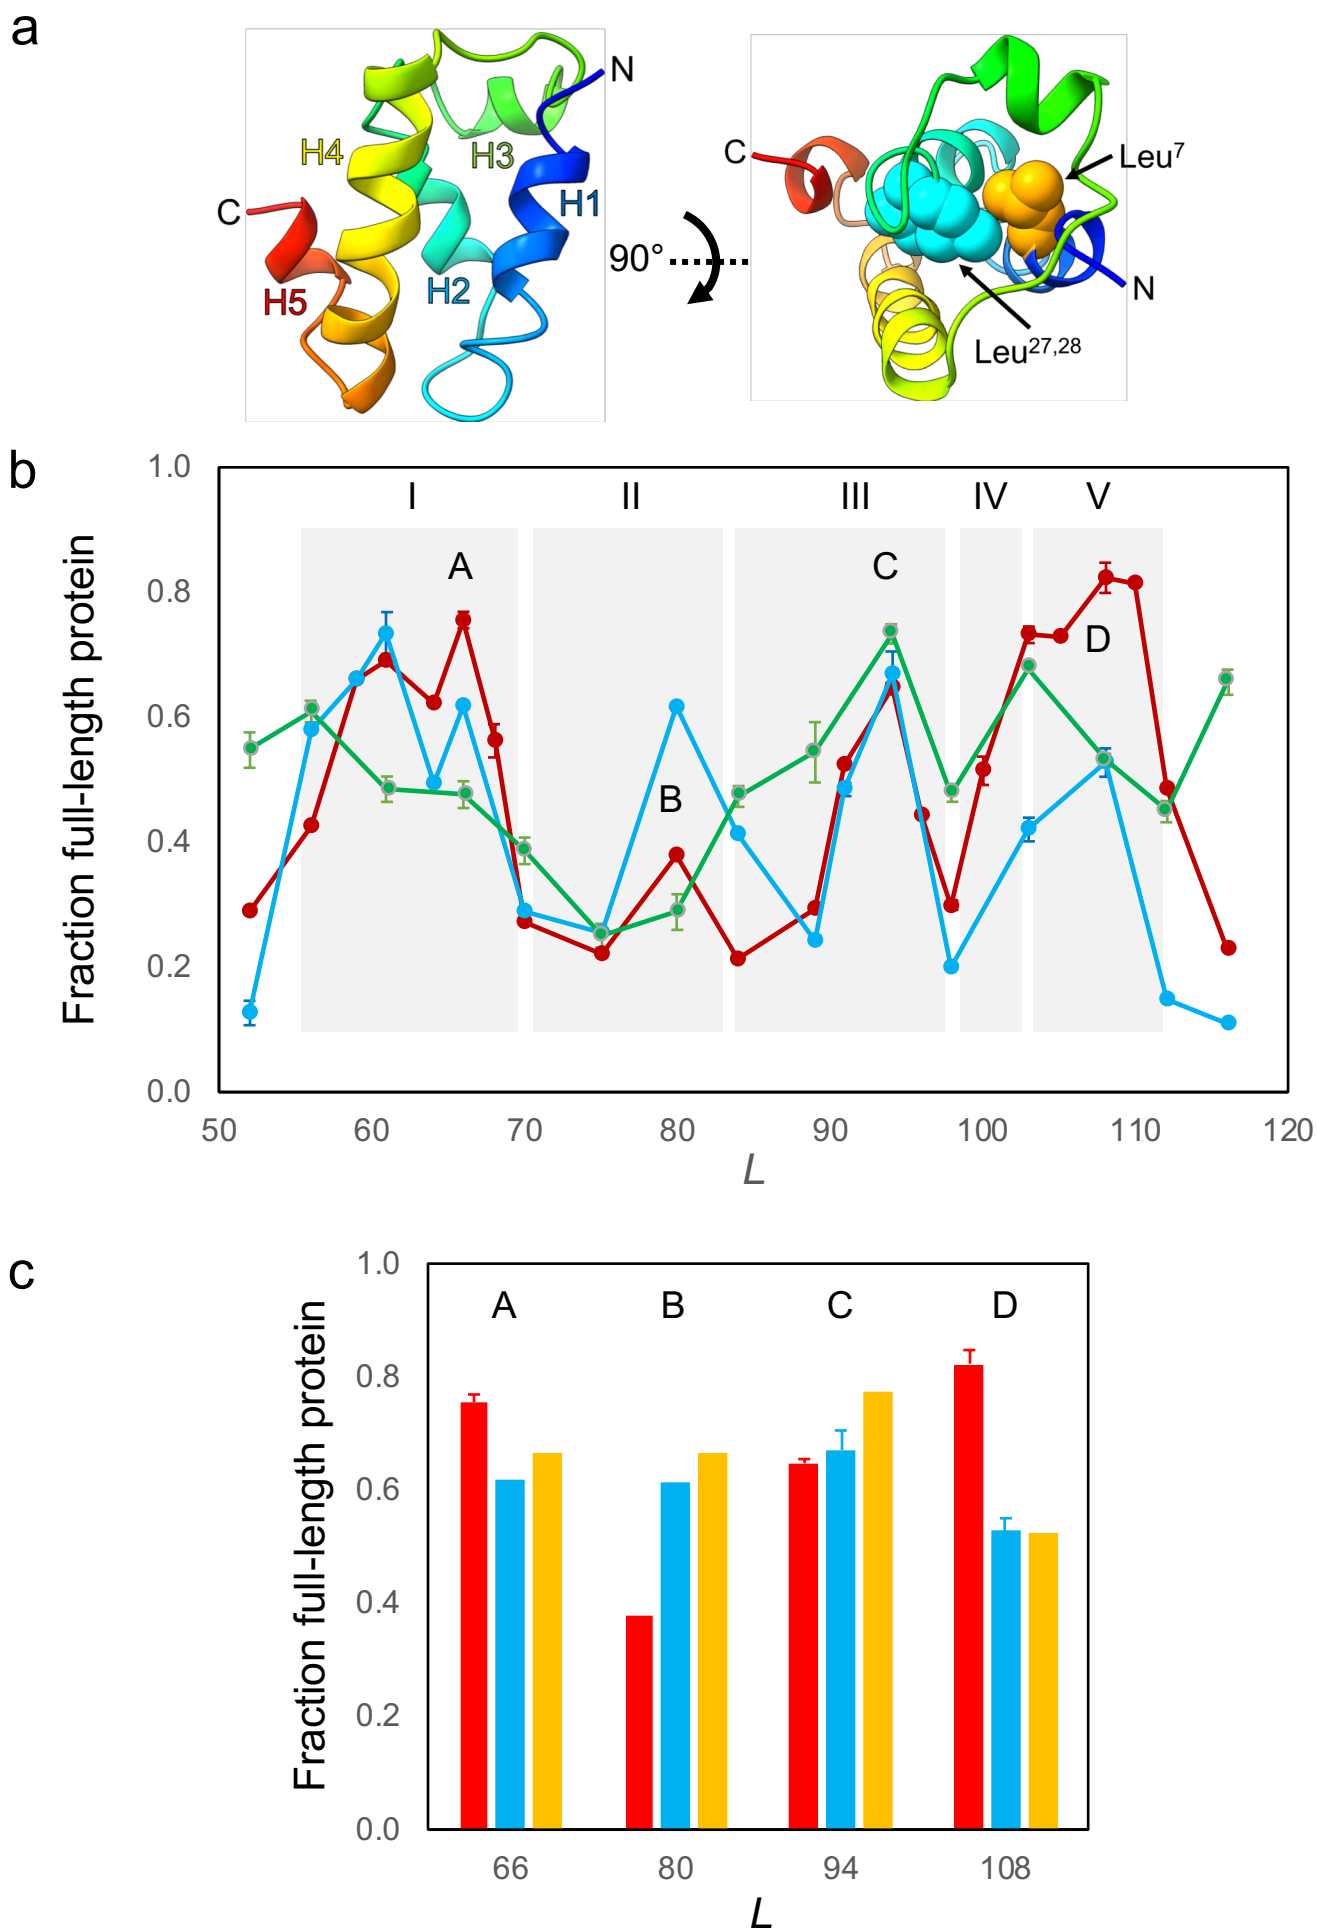 a
N
H4
H3
H1
C
H2
H5
90°
C
Leu7
N
Leu27,28
b
Fraction full-length protein
1.0
0.8
0.6
0.4
0.2
0.0
I II III IV V
A
C
D
B
50 60 70 80 90 100 110 120
L
c
Fraction full-length protein
1.0
0.8
0.6
0.4
0.2
0.0
A B C D
66 80 94 108
L